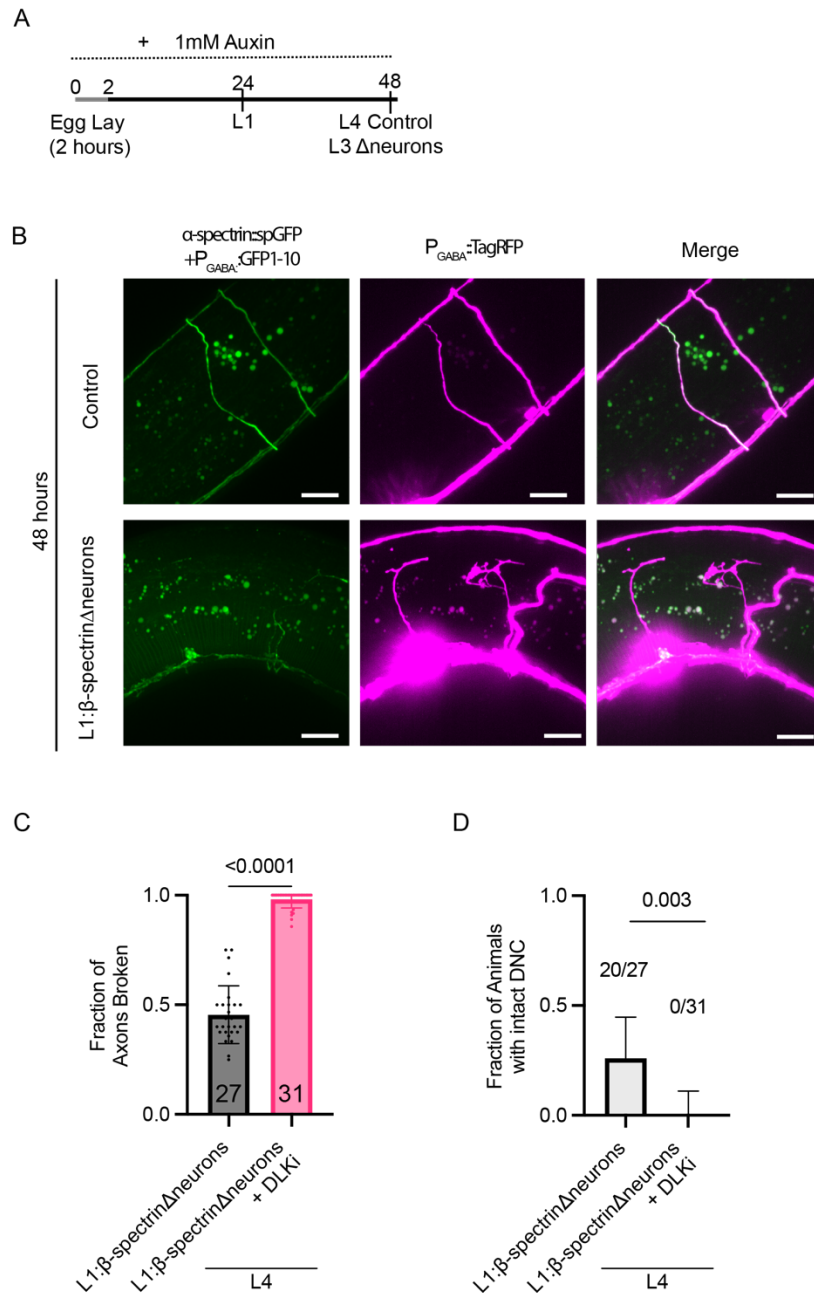 A
+ 1mM Auxin
0 2 24 48
Egg Lay
(2 hours)
L1
L4 Control
L3 Δneurons
B
α-spectrin::spGFP
+PGABA:GFP1-10
PGABA::TagRFP
Merge
48 hours
Control
L1:β-spectrinΔneurons
C
<0.0001
1.0
0.5
0.0
Fraction of
Axons Broken
27
31
L1:β-spectrinΔneurons
L1:β-spectrinΔneurons
+ DLKi
L4
D
0.003
1.0
0.5
0.0
Fraction of Animals
with intact DNC
20/27
0/31
L1:β-spectrinΔneurons
L1:β-spectrinΔneurons
+ DLKi
L4